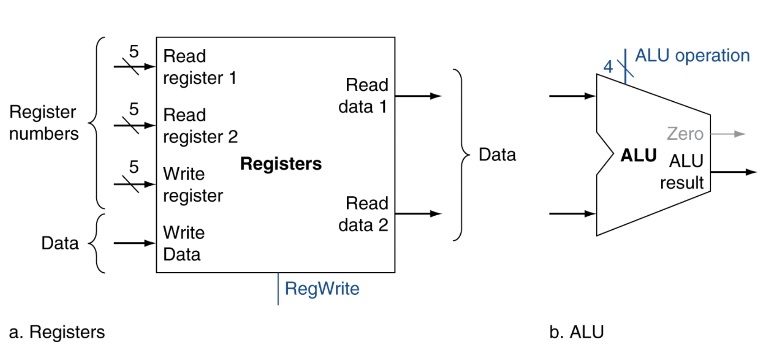 5
Read
register 1
5
Read
register 2
5
Write
register
Write
Data
Register
numbers
Data
Registers
Read
data 1
Read
data 2
Data
RegWrite
4
ALU operation
Zero
ALU
ALU
result
a. Registers
b. ALU